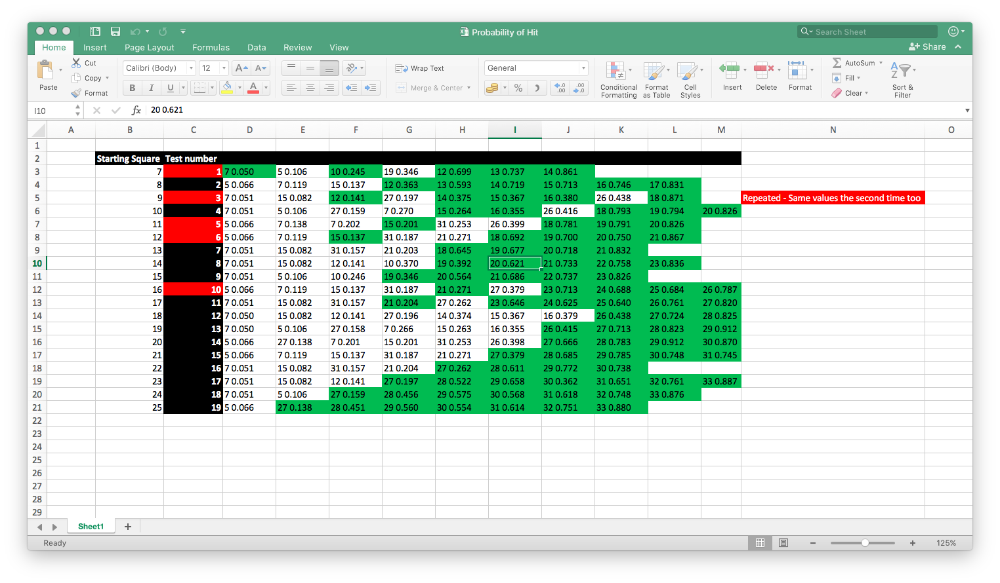 Probability of Hit
Search Sheet
Home Insert Page Layout Formulas Data Review View
Share
Paste
Cut
Copy
Format
Calibri (Body) 12 A A
B I U A
Wrap Text
Merge & Center
General
% .0 .00 .00 .0
Conditional Formatting
Format as Table
Cell Styles
Insert
Delete
Format
AutoSum
Fill
Clear
A Z
Sort & Filter
I10 fx 20 0.621
A B C D E F G H I J K L M N O
1
2 Starting Square Test number
3 7 1 7 0.050 5 0.106 10 0.245 19 0.346 12 0.699 13 0.737 14 0.861
4 8 2 5 0.066 7 0.119 15 0.137 12 0.363 13 0.593 14 0.719 15 0.713 16 0.746 17 0.831
5 9 3 7 0.051 15 0.082 12 0.141 27 0.197 14 0.375 15 0.367 16 0.380 26 0.438 18 0.871 Repeated - Same values the second time too
6 10 4 7 0.051 5 0.106 27 0.159 7 0.270 15 0.264 16 0.355 26 0.416 18 0.793 19 0.794 20 0.826
7 11 5 5 0.066 7 0.138 7 0.202 15 0.201 31 0.253 26 0.399 18 0.781 19 0.791 20 0.826
8 12 6 5 0.066 7 0.119 15 0.137 31 0.187 21 0.271 18 0.692 19 0.700 20 0.750 21 0.867
9 13 7 7 0.051 15 0.082 31 0.157 21 0.203 18 0.645 19 0.677 20 0.718 21 0.832
10 14 8 7 0.051 15 0.082 12 0.141 10 0.370 19 0.392 20 0.621 21 0.733 22 0.758 23 0.836
11 15 9 7 0.051 5 0.106 10 0.246 19 0.346 20 0.564 21 0.686 22 0.737 23 0.826
12 16 10 5 0.066 7 0.119 15 0.137 31 0.187 21 0.271 27 0.379 23 0.713 24 0.688 25 0.684 26 0.787
13 17 11 7 0.051 15 0.082 31 0.157 21 0.204 27 0.262 23 0.646 24 0.625 25 0.640 26 0.761 27 0.820
14 18 12 7 0.050 15 0.082 12 0.141 27 0.196 14 0.374 15 0.367 16 0.379 26 0.438 27 0.724 28 0.825
15 19 13 7 0.050 5 0.106 27 0.158 7 0.266 15 0.263 16 0.355 26 0.415 27 0.713 28 0.823 29 0.912
16 20 14 5 0.066 27 0.138 7 0.201 15 0.201 31 0.253 26 0.398 27 0.666 28 0.783 29 0.912 30 0.870
17 21 15 5 0.066 7 0.119 15 0.137 31 0.187 21 0.271 27 0.379 28 0.685 29 0.785 30 0.748 31 0.745
18 22 16 7 0.051 15 0.082 31 0.157 21 0.204 27 0.262 28 0.611 29 0.772 30 0.738
19 23 17 7 0.051 15 0.082 12 0.141 27 0.197 28 0.522 29 0.658 30 0.362 31 0.651 32 0.761 33 0.887
20 24 18 7 0.051 5 0.106 27 0.159 28 0.456 29 0.575 30 0.568 31 0.618 32 0.748 33 0.876
21 25 19 5 0.066 27 0.138 28 0.451 29 0.560 30 0.554 31 0.614 32 0.751 33 0.880
22
23
24
25
26
27
28
29
Sheet1 +
Ready 125%